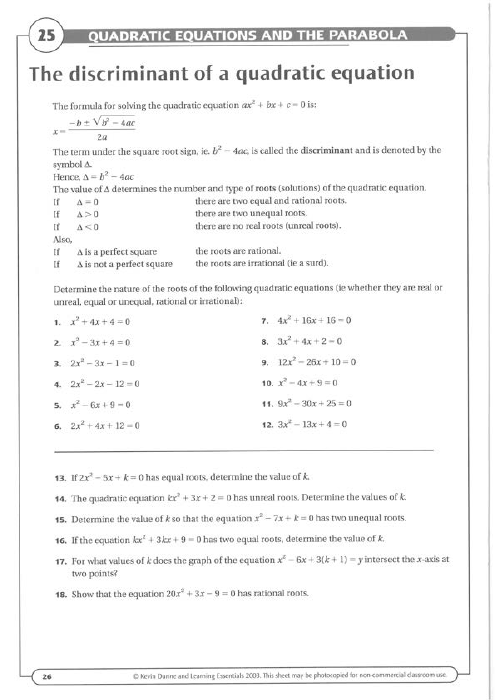 25
QUADRATIC EQUATIONS AND THE PARABOLA
The discriminant of a quadratic equation
The formula for solving the quadratic equation ax² + bx + c = 0 is:
x = (−b ± √b² − 4ac) / 2a
The term under the square root sign, ie. b² − 4ac, is called the discriminant and is denoted by the
symbol Δ.
Hence, Δ = b² − 4ac
The value of Δ determines the number and type of roots (solutions) of the quadratic equation.
If Δ = 0 there are two equal and rational roots.
If Δ > 0 there are two unequal roots.
If Δ < 0 there are no real roots (unreal roots).
Also,
If Δ is a perfect square the roots are rational.
If Δ is not a perfect square the roots are irrational (ie a surd).
Determine the nature of the roots of the following quadratic equations (ie whether they are real or
unreal, equal or unequal, rational or irrational):
1. x² + 4x + 4 = 0
2. x² − 3x + 4 = 0
3. 2x² − 3x − 1 = 0
4. 2x² − 2x − 12 = 0
5. x² − 6x + 9 = 0
6. 2x² + 4x + 12 = 0
7. 4x² + 16x + 16 = 0
8. 3x² + 4x + 2 = 0
9. 12x² − 26x + 10 = 0
10. x² − 4x + 9 = 0
11. 9x² − 30x + 25 = 0
12. 3x² − 13x + 4 = 0
13. If 2x² − 5x + k = 0 has equal roots, determine the value of k.
14. The quadratic equation kx² + 3x + 2 = 0 has unreal roots. Determine the values of k.
15. Determine the value of k so that the equation x² − 7x + k = 0 has two unequal roots.
16. If the equation kx² + 3kx + 9 = 0 has two equal roots, determine the value of k.
17. For what values of k does the graph of the equation x² − 6x + 3(k + 1) = y intersect the x-axis at
two points?
18. Show that the equation 20x² + 3x − 9 = 0 has rational roots.
26
© Kevin Dunne and Learning Essentials 2003. This sheet may be photocopied for non-commercial classroom use.